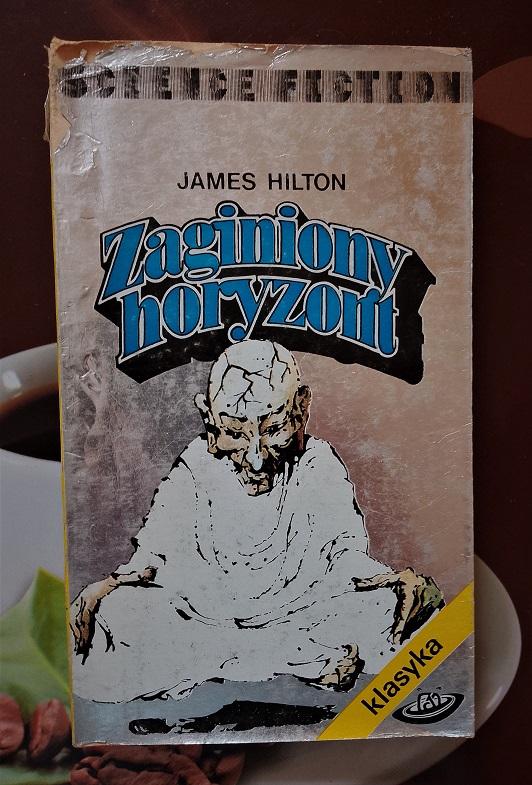 SCIENCE FICTION
JAMES HILTON
Zaginiony
horyzont
klasyka